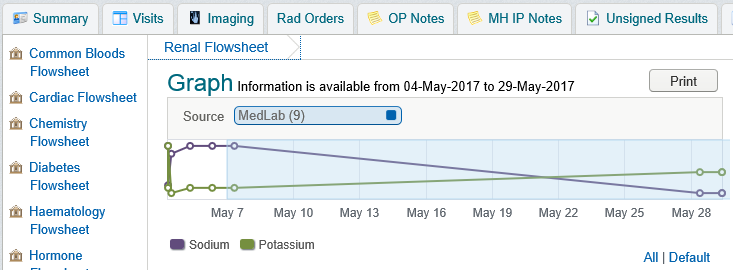 Summary Visits Imaging Rad Orders OP Notes MH IP Notes Unsigned Results
Common Bloods
Flowsheet
Cardiac Flowsheet
Chemistry
Flowsheet
Diabetes
Flowsheet
Haematology
Flowsheet
Hormone
Renal Flowsheet
Graph Information is available from 04-May-2017 to 29-May-2017
Print
Source MedLab (9)
May 7 May 10 May 13 May 16 May 19 May 22 May 25 May 28
Sodium Potassium
All | Default